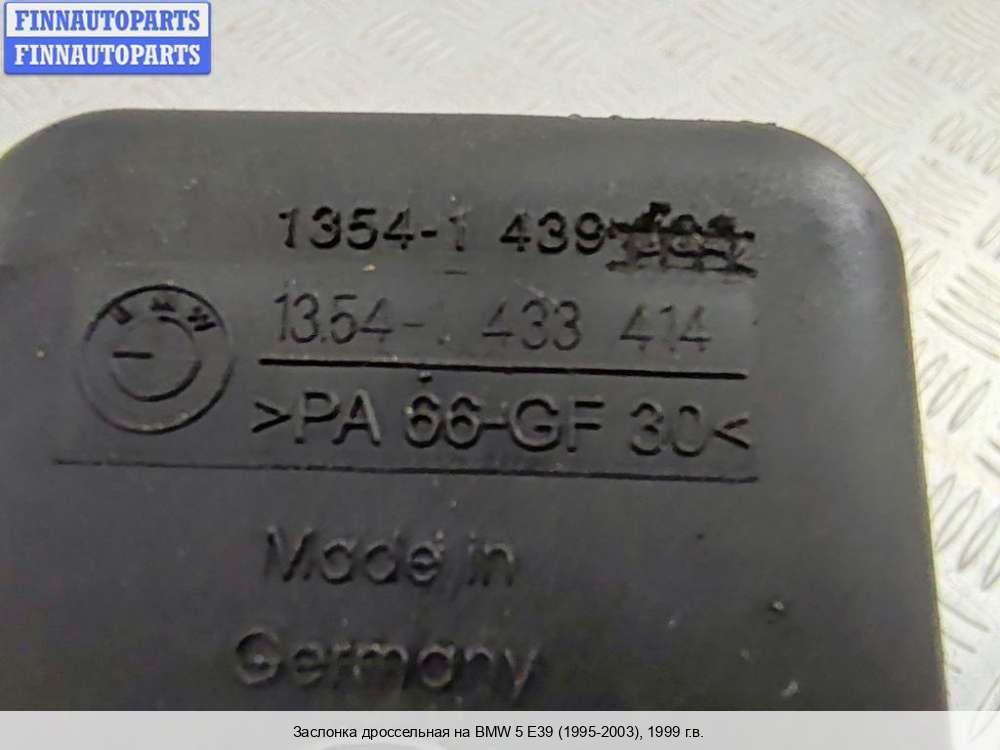 FINNAUTOPARTS
FINNAUTOPARTS
1354-1 439
BMW
13.54-1 433 414
>PA 66-GF 30<
Made in
Germany
Заслонка дроссельная на BMW 5 E39 (1995-2003), 1999 г.в.